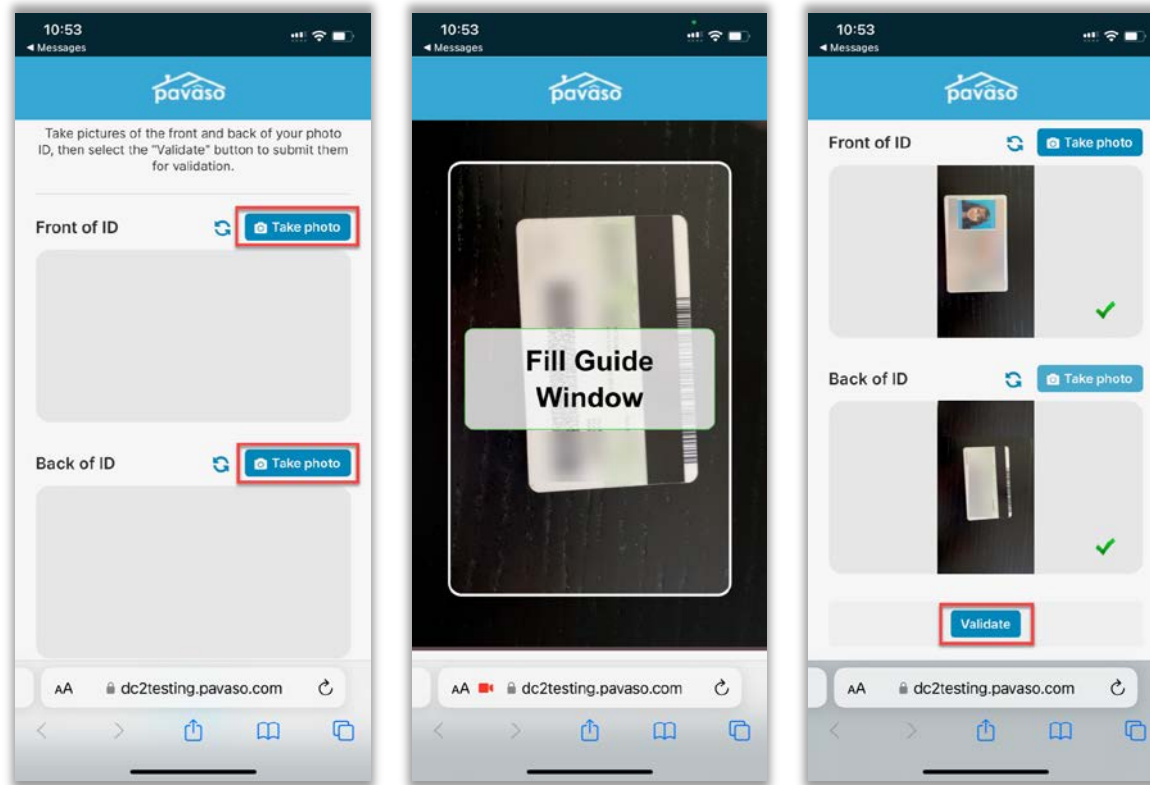 10:53
Messages
pavaso
Take pictures of the front and back of your photo
ID, then select the "Validate" button to submit them
for validation.
Front of ID
Take photo
Back of ID
Take photo
AA
dc2testing.pavaso.com
10:53
Messages
pavaso
Fill Guide
Window
AA
dc2testing.pavaso.com
10:53
Messages
pavaso
Front of ID
Take photo
Back of ID
Take photo
Validate
AA
dc2testing.pavaso.com